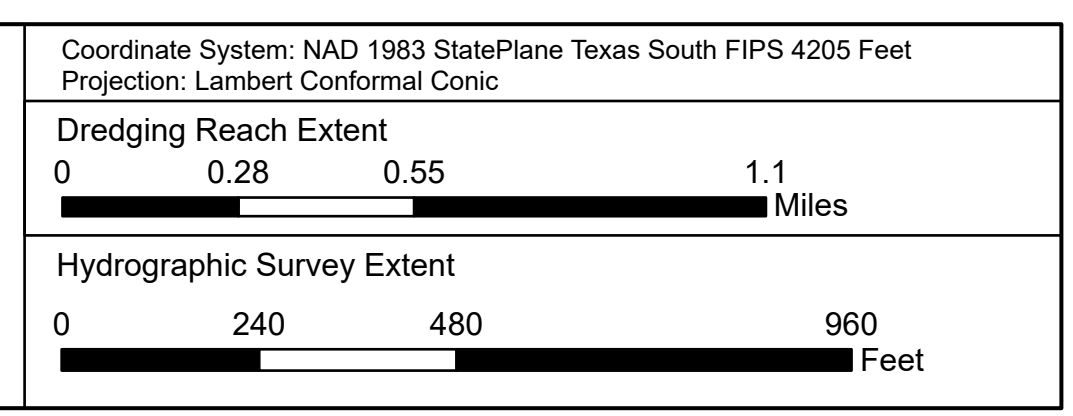 Coordinate System: NAD 1983 StatePlane Texas South FIPS 4205 Feet
Projection: Lambert Conformal Conic
Dredging Reach Extent
0 0.28 0.55 1.1
Miles
Hydrographic Survey Extent
0 240 480 960
Feet